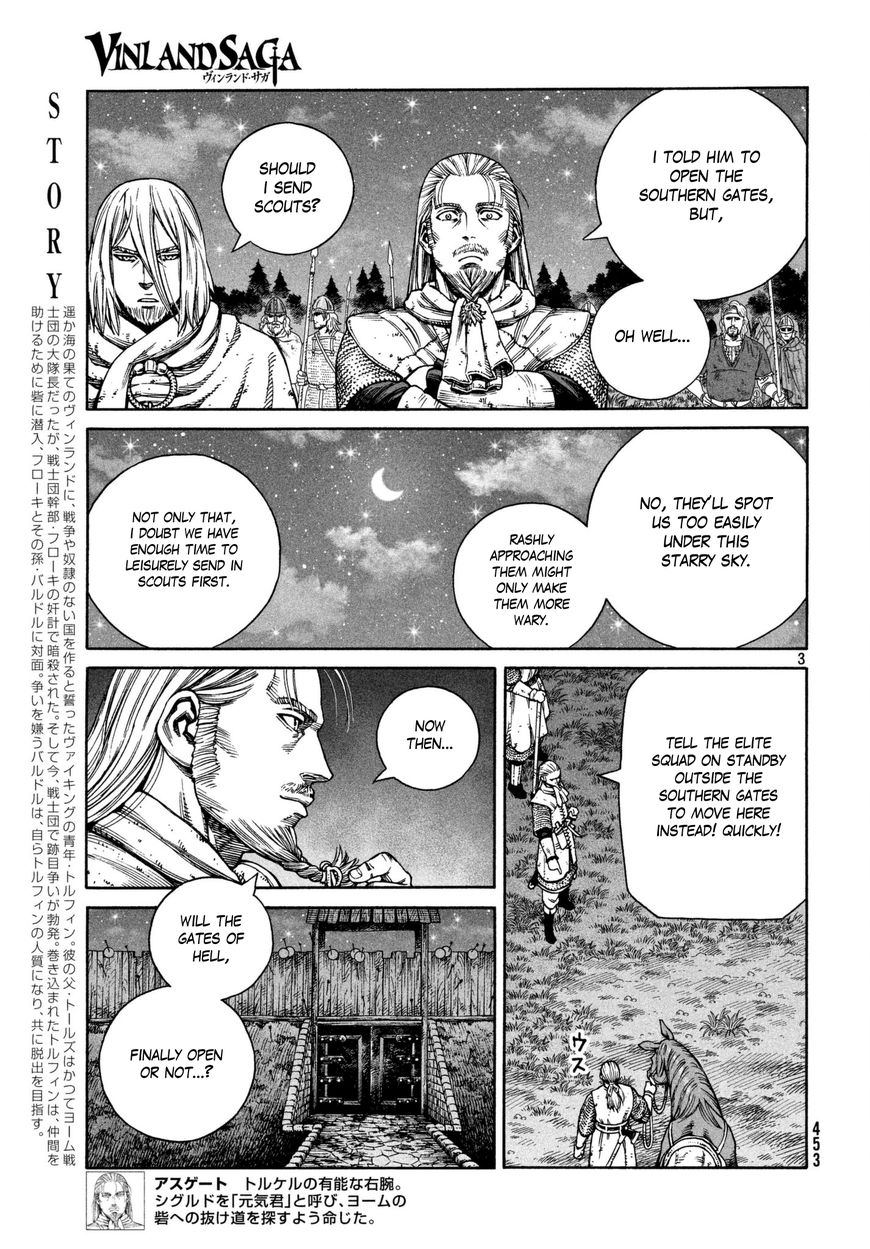 VINLAND SAGA
ヴィンランド・サガ
I TOLD HIM TO
OPEN THE
SOUTHERN GATES,
BUT,
OH WELL...
SHOULD
I SEND
SCOUTS?
NO, THEY'LL SPOT
US TOO EASILY
UNDER THIS
STARRY SKY.
RASHLY
APPROACHING
THEM MIGHT
ONLY MAKE
THEM MORE
WARY.
NOT ONLY THAT,
I DOUBT WE HAVE
ENOUGH TIME TO
LEISURELY SEND IN
SCOUTS FIRST.
3
TELL THE ELITE
SQUAD ON STANDBY
OUTSIDE THE
SOUTHERN GATES
TO MOVE HERE
INSTEAD! QUICKLY!
ウス
NOW
THEN...
WILL THE
GATES OF
HELL,
FINALLY OPEN
OR NOT...?
453
STORY
遥か海の果てのヴィンランドに、戦争や奴隷のない国を作ると誓ったヴァイキングの青年・トルフィン。彼の父・トールズはかつてヨーム戦
士団の大隊長だったが、戦士団幹部・フローキの奸計で暗殺された。そして今、戦士団で跡目争いが勃発。巻き込まれたトルフィンは、仲間を
助けるために砦に潜入、フローキとその孫・バルドルに対面。争いを嫌うバルドルは、自らトルフィンの人質になり、共に脱出を目指す。
アスゲート トルケルの有能な右腕。
シグルドを「元気君」と呼び、ヨームの
砦への抜け道を探すよう命じた。